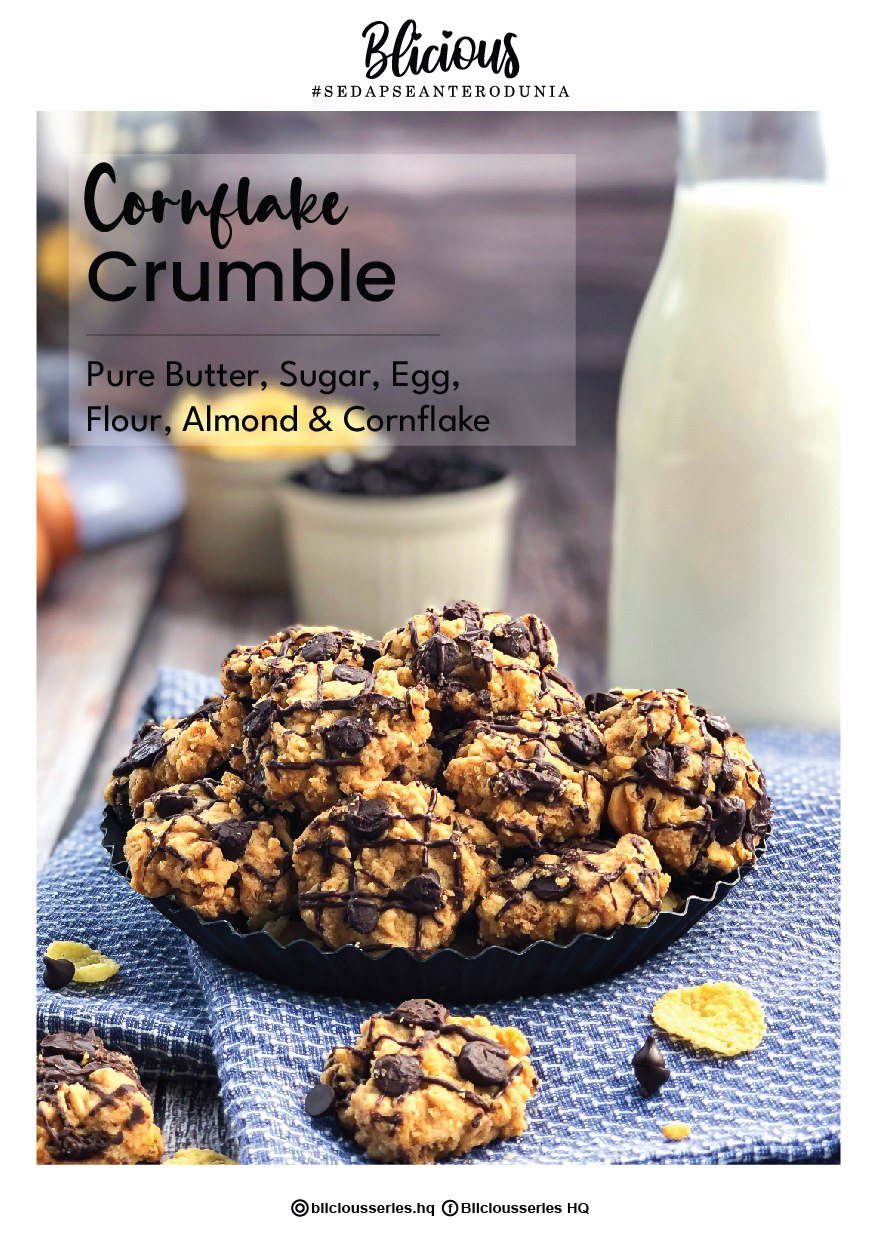 Blicious
#SEDAPSEANTERODUNIA
Cornflake
Crumble
Pure Butter, Sugar, Egg,
Flour, Almond & Cornflake
bliciousseries.hq Bliciousseries HQ